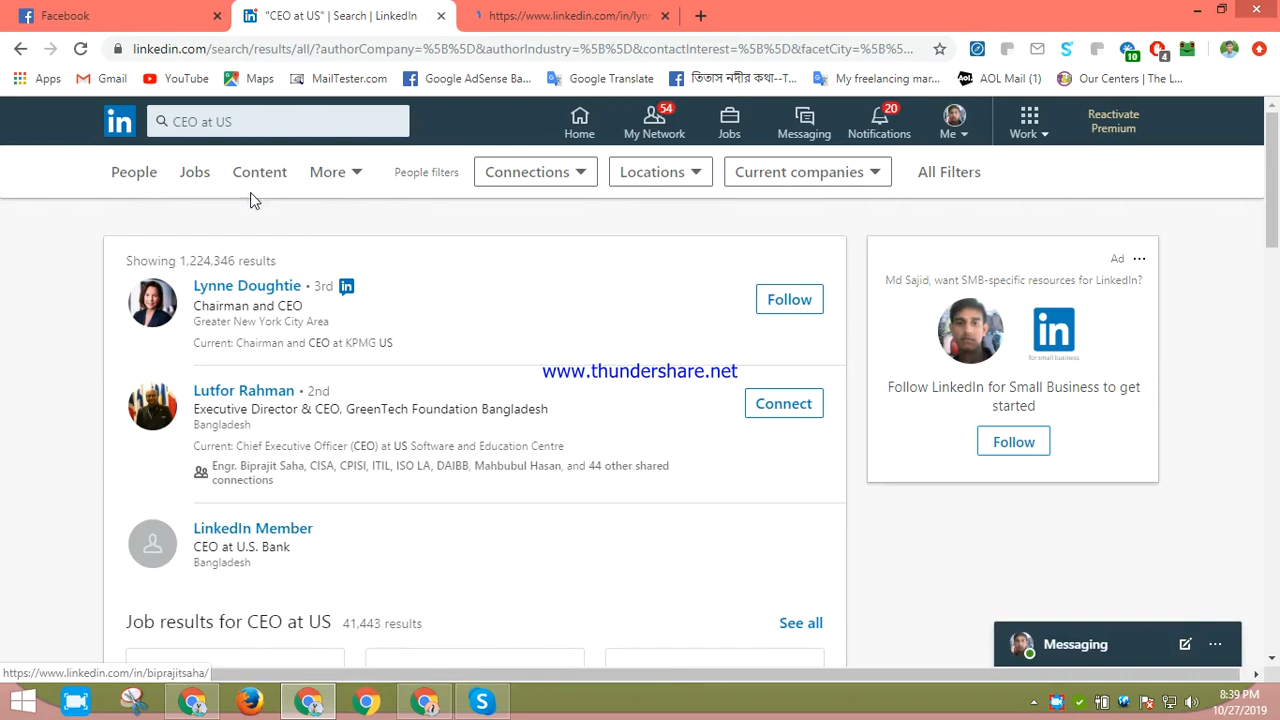 Facebook
"CEO at US" | Search | LinkedIn
https://www.linkedin.com/in/lynn
linkedin.com/search/results/all/?authorCompany=%5B%5D&authorIndustry=%5B%5D&contactInterest=%5B%5D&facetCity=%5B%5...
10
4
Apps
Gmail
YouTube
Maps
MailTester.com
Google AdSense Ba...
Google Translate
তিতাস নদীর কথা--T...
My freelancing mar...
AOL Mail (1)
Our Centers | The L...
in
CEO at US
Home
54
My Network
Jobs
Messaging
20
Notifications
Me
Work
Reactivate
Premium
People
Jobs
Content
More
People filters
Connections
Locations
Current companies
All Filters
Showing 1,224,346 results
Lynne Doughtie • 3rd in
Chairman and CEO
Greater New York City Area
Current: Chairman and CEO at KPMG US
Follow
www.thundershare.net
Lutfor Rahman • 2nd
Executive Director & CEO, GreenTech Foundation Bangladesh
Bangladesh
Current: Chief Executive Officer (CEO) at US Software and Education Centre
Engr. Biprajit Saha, CISA, CPISI, ITIL, ISO LA, DAIBB, Mahbubul Hasan, and 44 other shared
connections
Connect
LinkedIn Member
CEO at U.S. Bank
Bangladesh
Job results for CEO at US 41,443 results
See all
Ad ...
Md Sajid, want SMB-specific resources for LinkedIn?
in
for small business
Follow LinkedIn for Small Business to get
started
Follow
Messaging
https://www.linkedin.com/in/biprajitsaha/
8:39 PM
10/27/2019